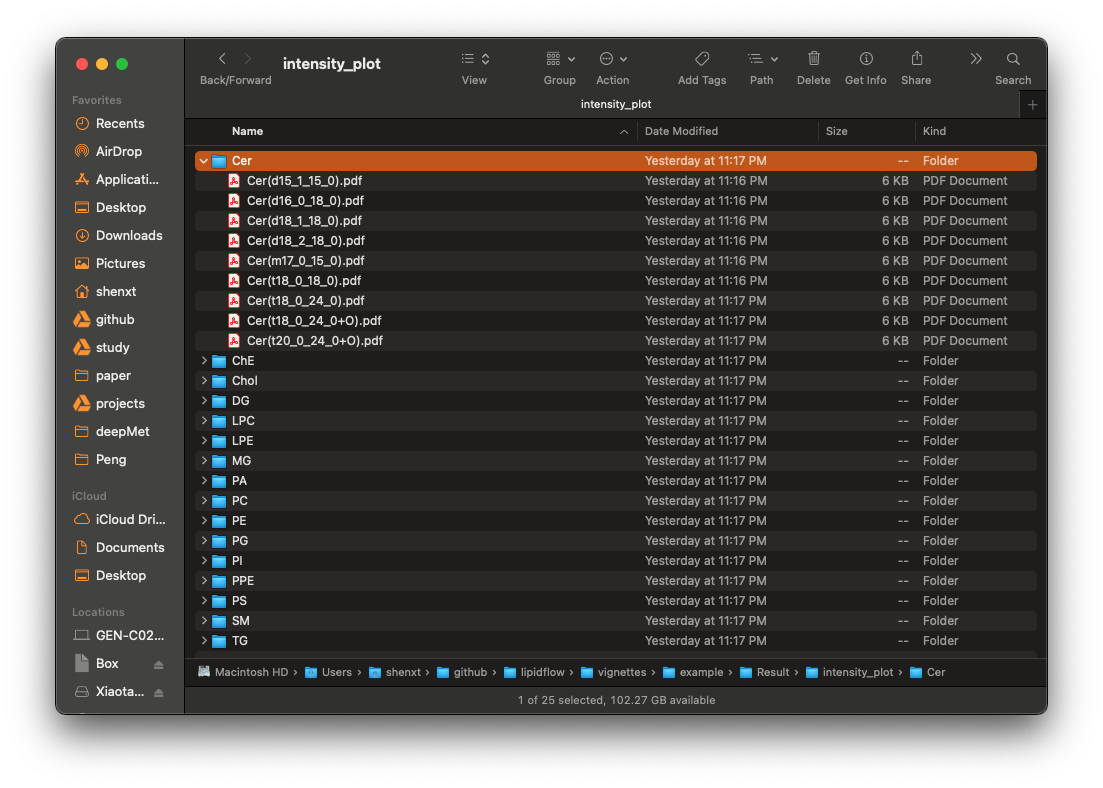 Back/Forward
intensity_plot
View
Group
Action
Add Tags
Path
Delete
Get Info
Share
Search
intensity_plot
Favorites
Recents
AirDrop
Applicati...
Desktop
Downloads
Pictures
shenxt
github
study
paper
projects
deepMet
Peng
iCloud
iCloud Dri...
Documents
Desktop
Locations
GEN-C02...
Box
Xiaota...
Name Date Modified Size Kind
Cer Yesterday at 11:17 PM -- Folder
Cer(d15_1_15_0).pdf Yesterday at 11:16 PM 6 KB PDF Document
Cer(d16_0_18_0).pdf Yesterday at 11:16 PM 6 KB PDF Document
Cer(d18_1_18_0).pdf Yesterday at 11:16 PM 6 KB PDF Document
Cer(d18_2_18_0).pdf Yesterday at 11:16 PM 6 KB PDF Document
Cer(m17_0_15_0).pdf Yesterday at 11:16 PM 6 KB PDF Document
Cer(t18_0_18_0).pdf Yesterday at 11:16 PM 6 KB PDF Document
Cer(t18_0_24_0).pdf Yesterday at 11:17 PM 6 KB PDF Document
Cer(t18_0_24_0+O).pdf Yesterday at 11:17 PM 6 KB PDF Document
Cer(t20_0_24_0+O).pdf Yesterday at 11:17 PM 6 KB PDF Document
ChE Yesterday at 11:17 PM -- Folder
Chol Yesterday at 11:17 PM -- Folder
DG Yesterday at 11:17 PM -- Folder
LPC Yesterday at 11:17 PM -- Folder
LPE Yesterday at 11:17 PM -- Folder
MG Yesterday at 11:17 PM -- Folder
PA Yesterday at 11:17 PM -- Folder
PC Yesterday at 11:17 PM -- Folder
PE Yesterday at 11:17 PM -- Folder
PG Yesterday at 11:17 PM -- Folder
PI Yesterday at 11:17 PM -- Folder
PPE Yesterday at 11:17 PM -- Folder
PS Yesterday at 11:17 PM -- Folder
SM Yesterday at 11:17 PM -- Folder
TG Yesterday at 11:17 PM -- Folder
Macintosh HD › Users › shenxt › github › lipidflow › vignettes › example › Result › intensity_plot › Cer
1 of 25 selected, 102.27 GB available